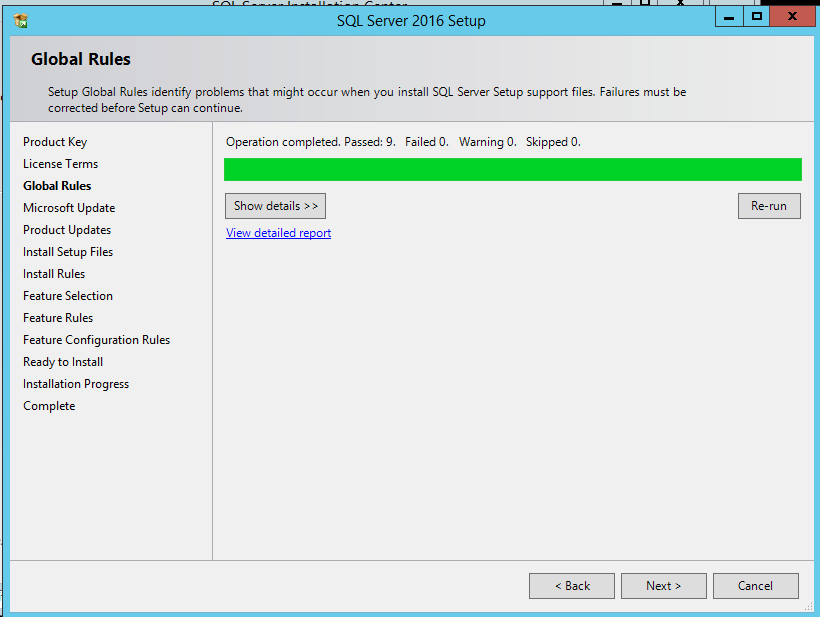 SQL Server Installation Center
SQL Server 2016 Setup
Global Rules
Setup Global Rules identify problems that might occur when you install SQL Server Setup support files. Failures must be
corrected before Setup can continue.
Product Key
License Terms
Global Rules
Microsoft Update
Product Updates
Install Setup Files
Install Rules
Feature Selection
Feature Rules
Feature Configuration Rules
Ready to Install
Installation Progress
Complete
Operation completed. Passed: 9. Failed 0. Warning 0. Skipped 0.
Show details >>
Re-run
View detailed report
< Back
Next >
Cancel